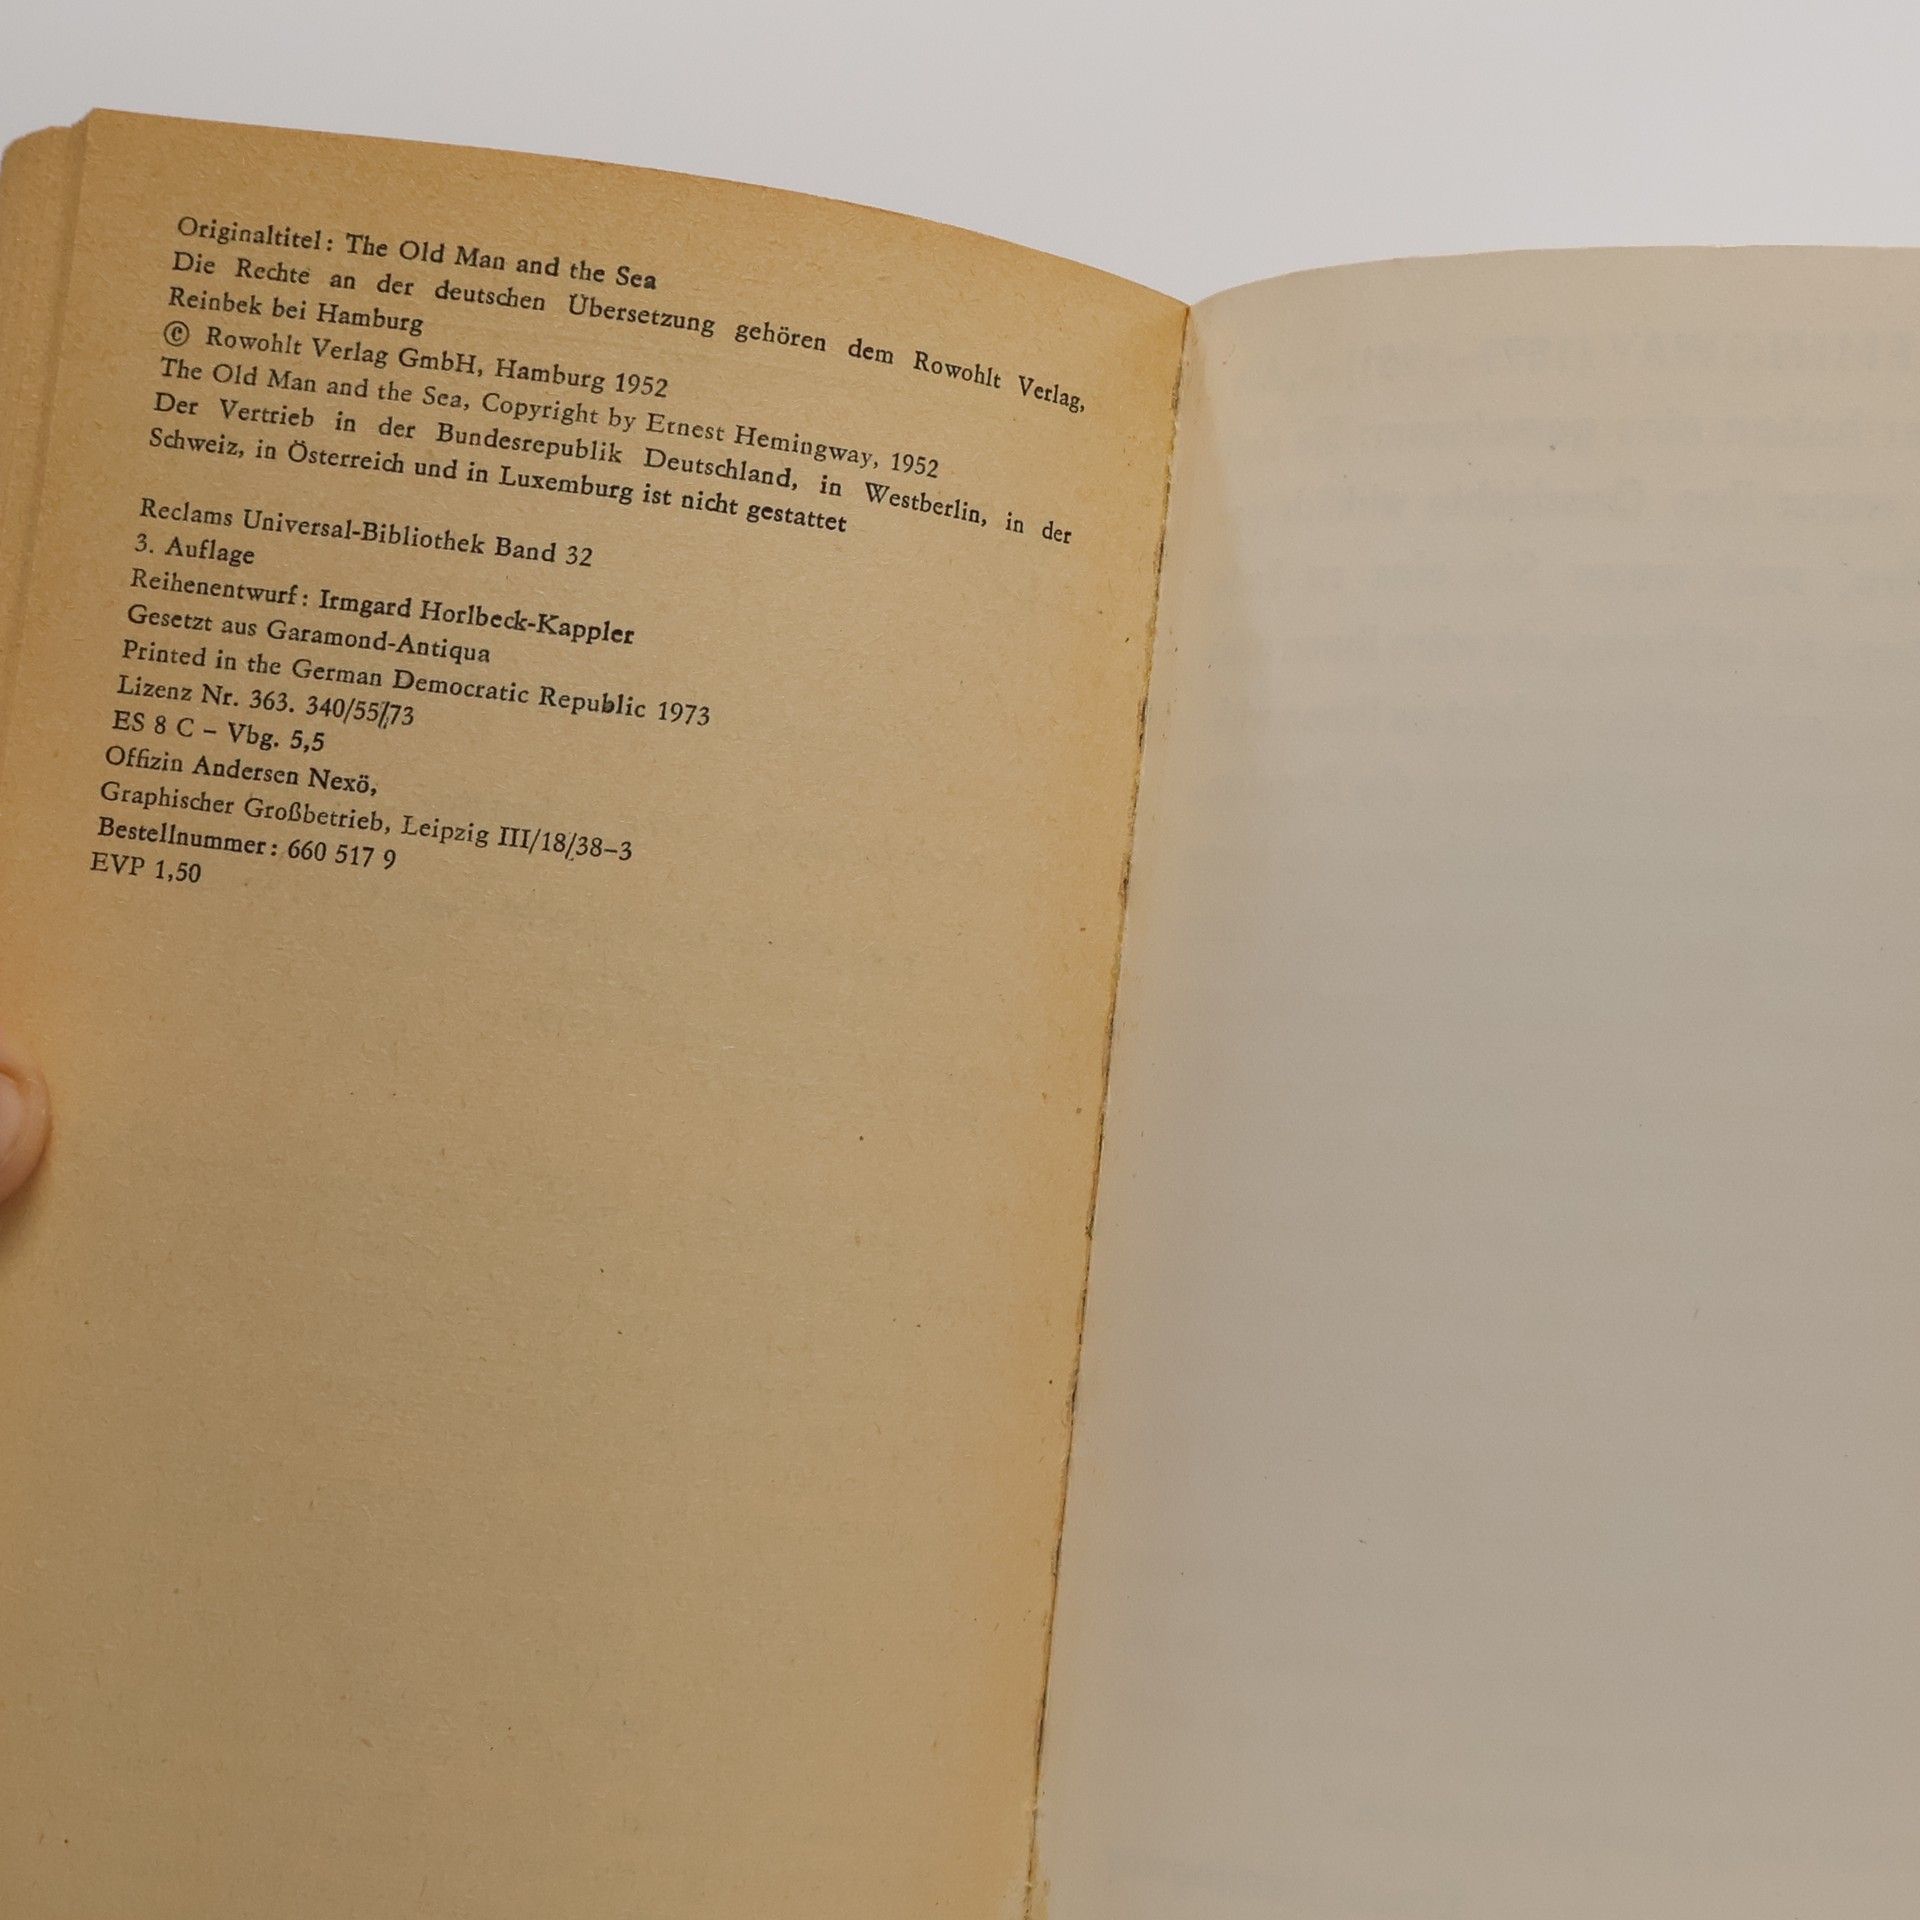 Originaltitel: The Old Man and the Sea
Die Rechte an der deutschen Übersetzung gehören dem Rowohlt Verlag,
Reinbek bei Hamburg
© Rowohlt Verlag GmbH, Hamburg 1952
The Old Man and the Sea, Copyright by Ernest Hemingway, 1952
Der Vertrieb in der Bundesrepublik Deutschland, in Westberlin, in der
Schweiz, in Österreich und in Luxemburg ist nicht gestattet
Reclams Universal-Bibliothek Band 32
3. Auflage
Reihenentwurf: Irmgard Horlbeck-Kappler
Gesetzt aus Garamond-Antiqua
Printed in the German Democratic Republic 1973
Lizenz Nr. 363. 340/55/73
ES 8 C – Vbg. 5,5
Offizin Andersen Nexö,
Graphischer Großbetrieb, Leipzig III/18/38–3
Bestellnummer: 660 517 9
EVP 1,50